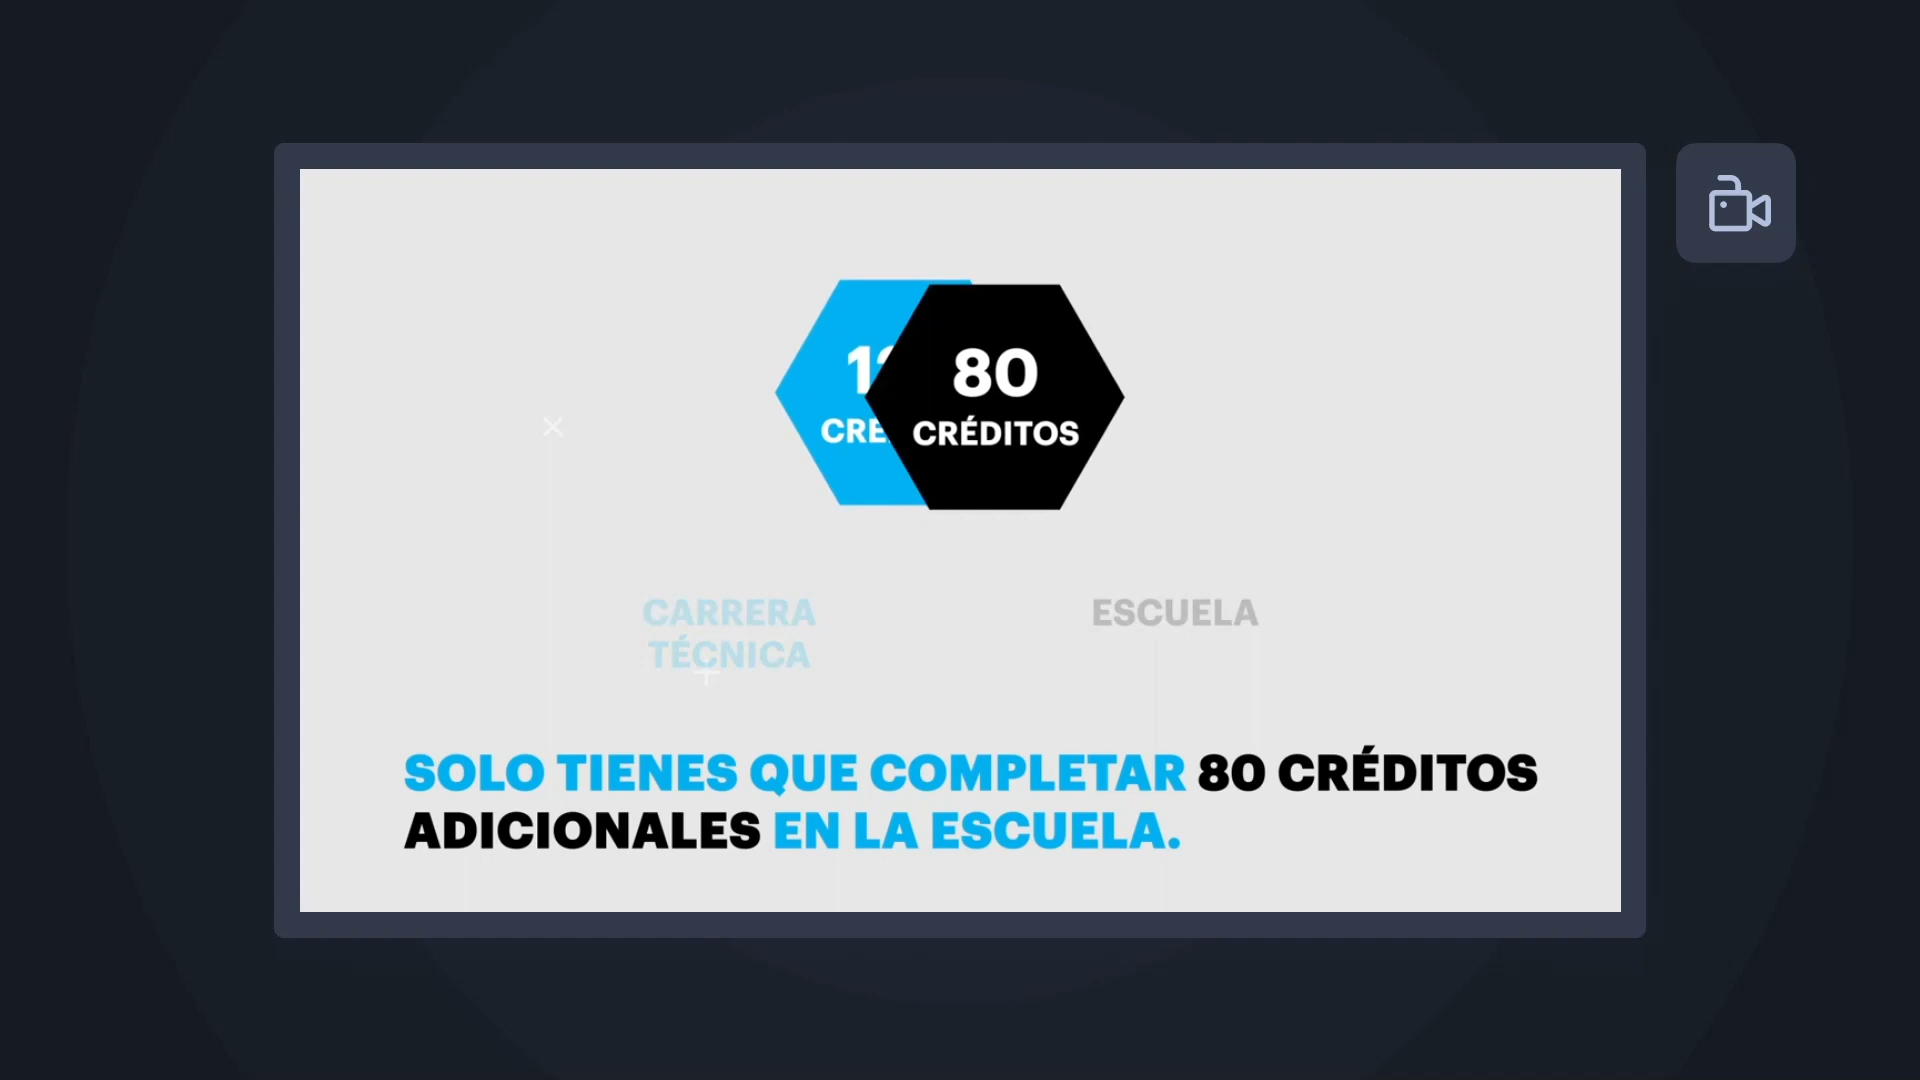 80
CRÉDITOS
CARRERA
TÉCNICA
ESCUELA
SOLO TIENES QUE COMPLETAR 80 CRÉDITOS
ADICIONALES EN LA ESCUELA.